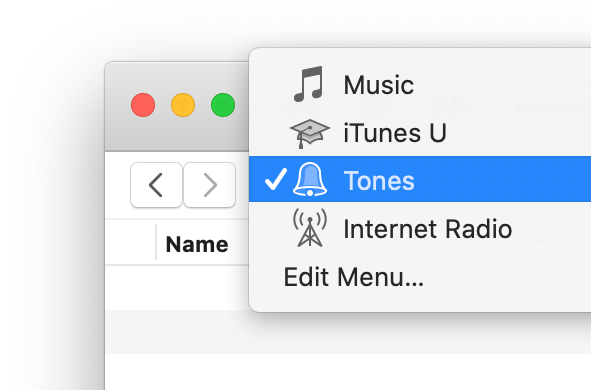 Music
iTunes U
Tones
Internet Radio
Name
Edit Menu...